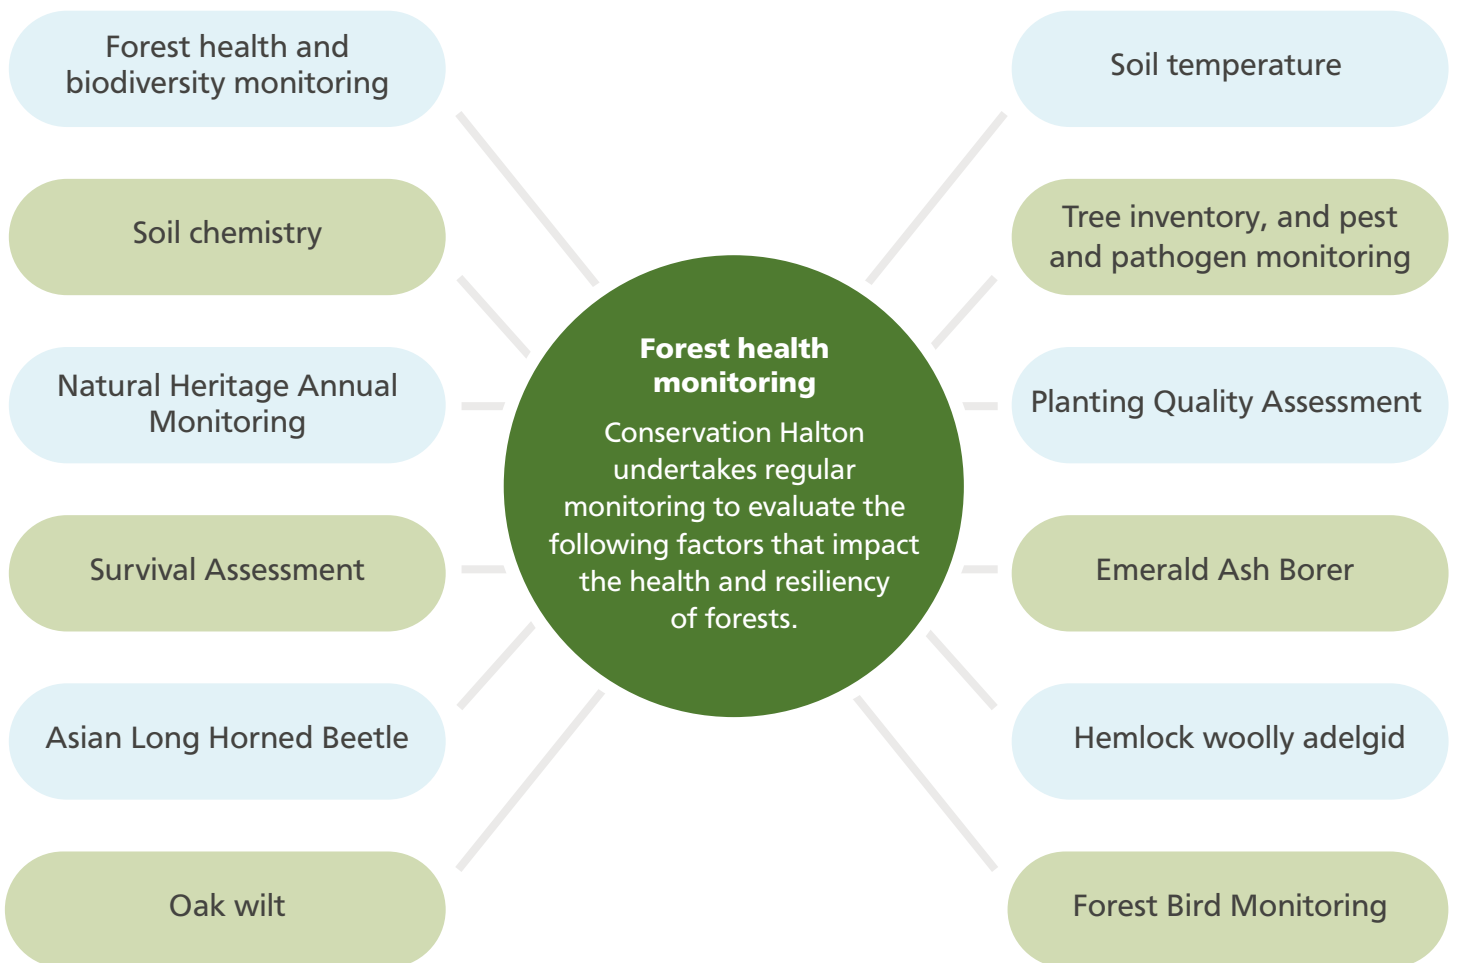 Forest health and
biodiversity monitoring
Soil chemistry
Natural Heritage Annual
Monitoring
Survival Assessment
Asian Long Horned Beetle
Oak wilt
Forest health
monitoring
Conservation Halton
undertakes regular
monitoring to evaluate the
following factors that impact
the health and resiliency
of forests.
Soil temperature
Tree inventory, and pest
and pathogen monitoring
Planting Quality Assessment
Emerald Ash Borer
Hemlock woolly adelgid
Forest Bird Monitoring